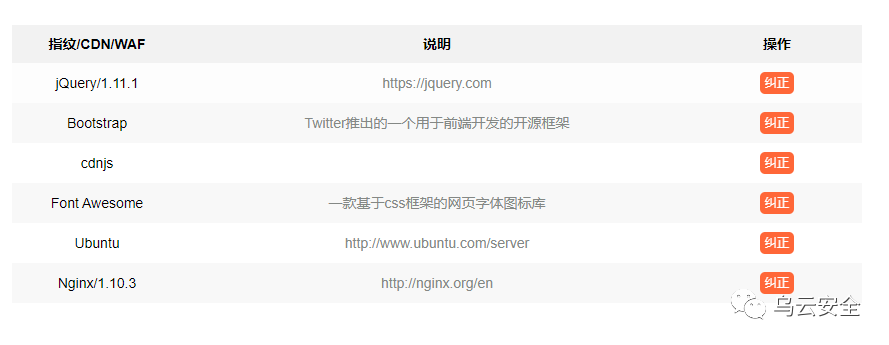 指纹/CDN/WAF 说明 操作
jQuery/1.11.1 https://jquery.com 纠正
Bootstrap Twitter推出的一个用于前端开发的开源框架 纠正
cdnjs 纠正
Font Awesome 一款基于css框架的网页字体图标库 纠正
Ubuntu http://www.ubuntu.com/server 纠正
Nginx/1.10.3 http://nginx.org/en 纠正
乌云安全